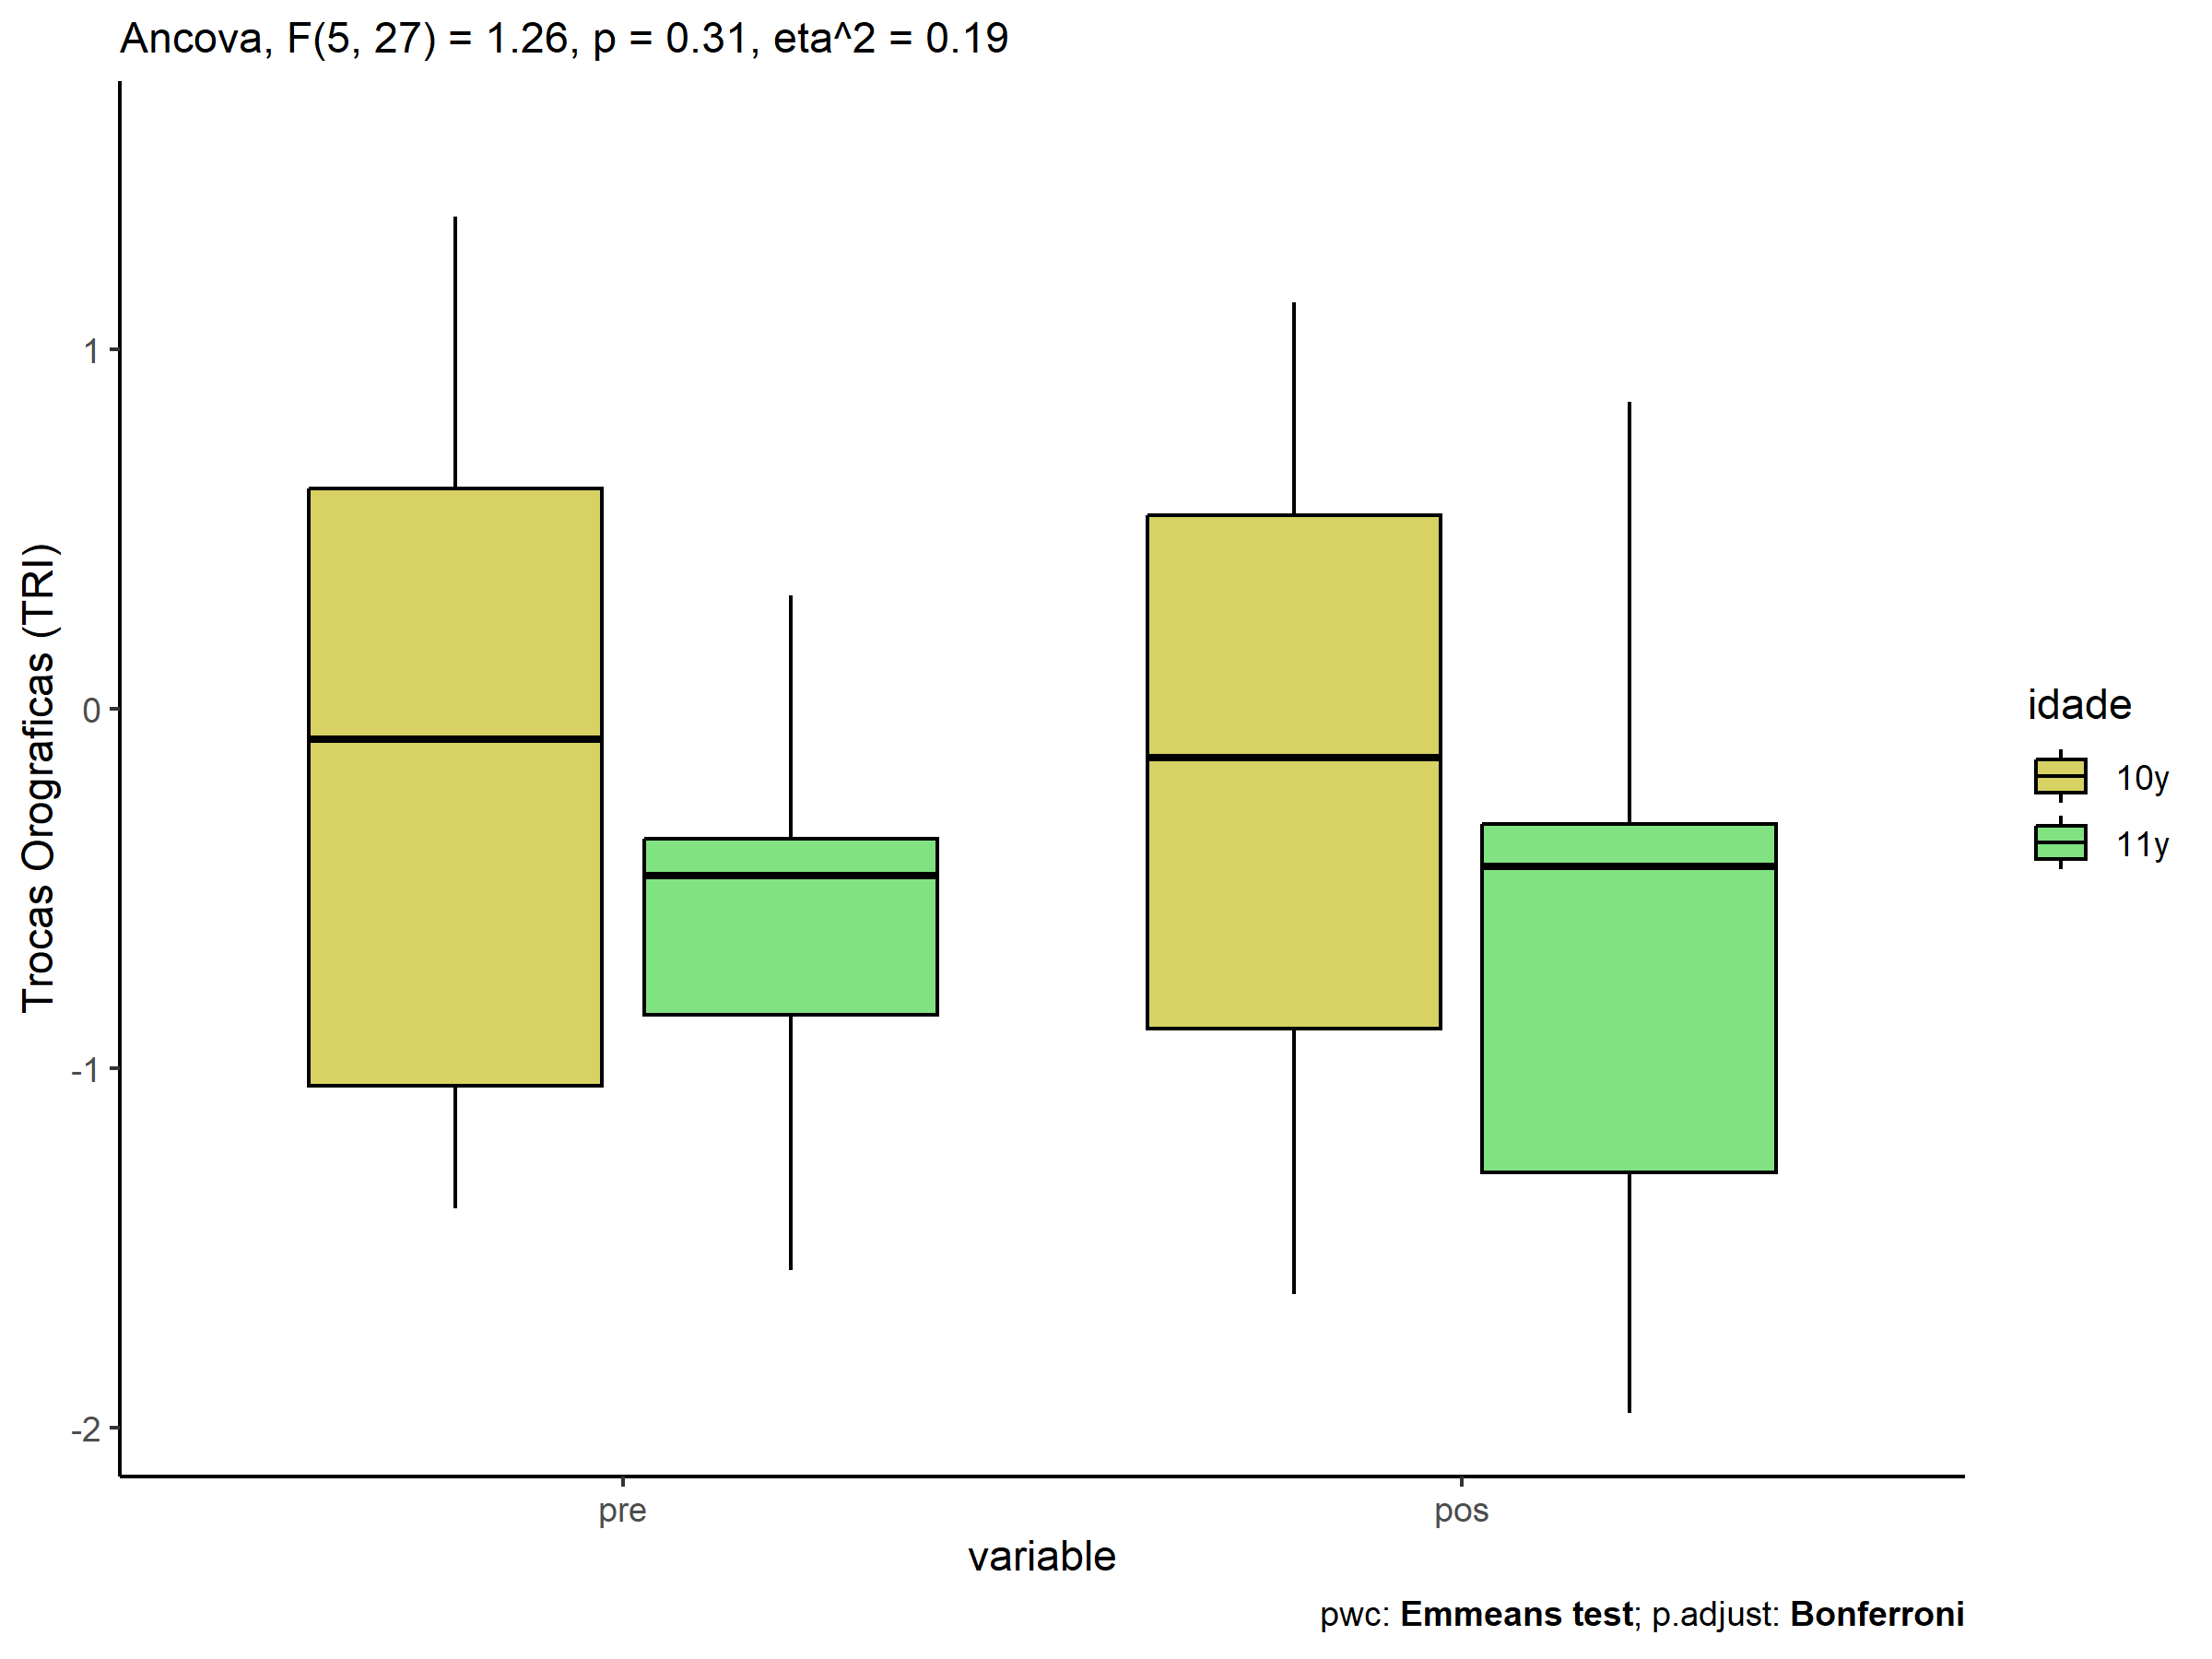 Ancova, F(5, 27) = 1.26, p = 0.31, eta^2 = 0.19
Trocas Orograficas (TRI)
1
0
-1
-2
pre
pos
variable
idade
10y
11y
pwc: Emmeans test; p.adjust: Bonferroni